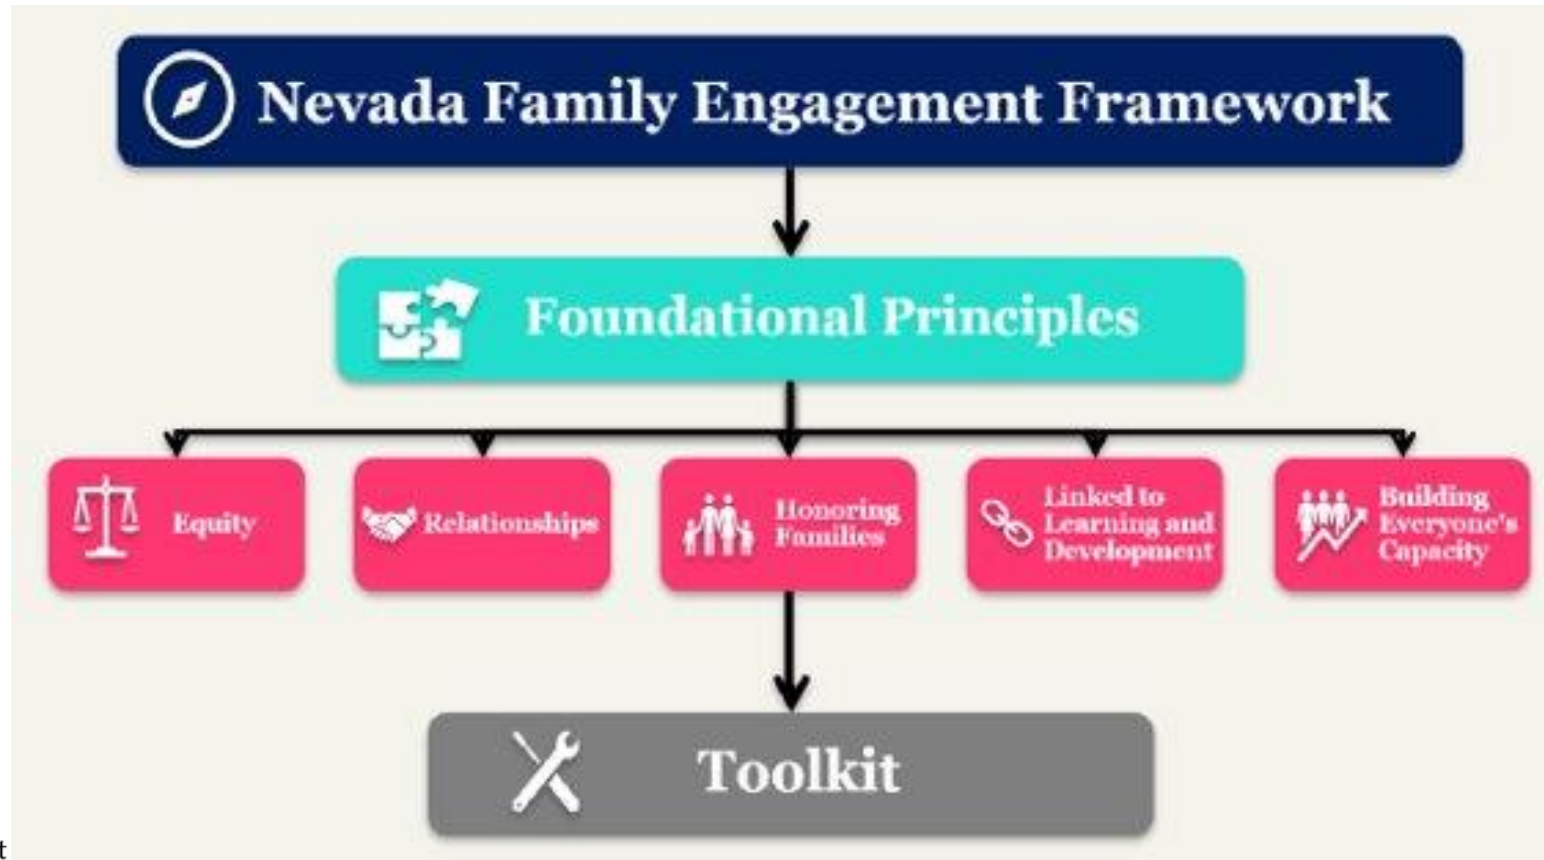 Nevada Family Engagement Framework
Foundational Principles
Equity
Relationships
Honoring
Families
Linked to
Learning and
Development
Building
Everyone's
Capacity
Toolkit
t